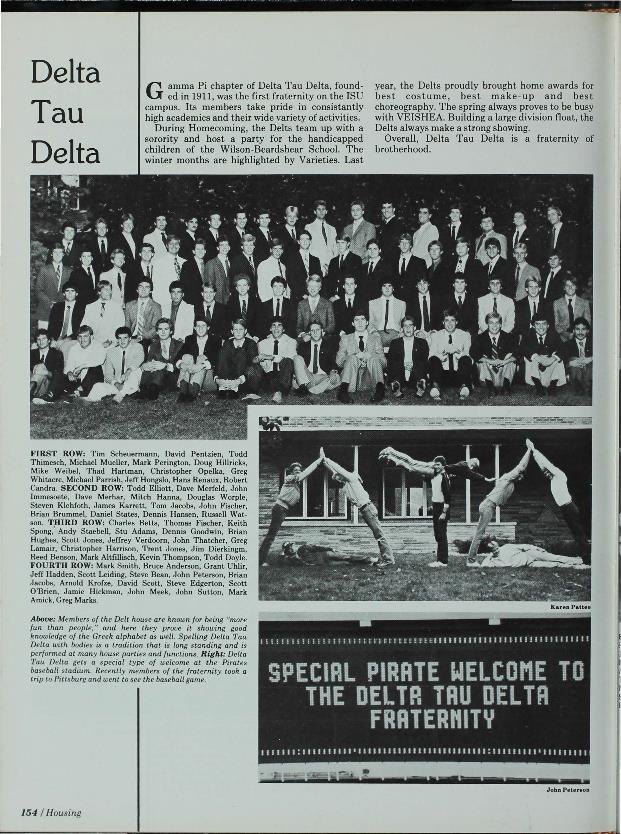 Delta
Tau
Delta
Gamma Pi chapter of Delta Tau Delta, found-
ed in 1911, was the first fraternity on the ISU
campus. Its members take pride in consistantly
high academics and their wide variety of activities.
During Homecoming, the Delts team up with a
sorority and host a party for the handicapped
children of the Wilson-Beardshear School. The
winter months are highlighted by Varieties. Last
year, the Delts proudly brought home awards for
best costume, best make-up and best
choreography. The spring always proves to be busy
with VEISHEA. Building a large division float, the
Delts always make a strong showing.
Overall, Delta Tau Delta is a fraternity of
brotherhood.
FIRST ROW: Tim Scheuermann, David Pentzien, Todd
Thimesch, Michael Mueller, Mark Perington, Doug Hillricks,
Mike Weibel, Thad Hartman, Christopher Opelka, Greg
Whitacre, Michael Parrish, Jeff Hongslo, Hans Renaux, Robert
Candra. SECOND ROW: Todd Elliott, Dave Merfeld, John
Immesoete, Dave Merhar, Mitch Hanna, Douglas Worple,
Steven Klehfoth, James Karrett, Tom Jacobs, John Fischer,
Brian Brummel, Daniel States, Dennis Hansen, Russell Wat-
son. THIRD ROW: Charles Betts, Thomas Fischer, Keith
Spong, Andy Staebell, Stu Adams, Dennis Goodwin, Brian
Hughes, Scott Jones, Jeffrey Verdoorn, John Thatcher, Greg
Lamair, Christopher Harrison, Trent Jones, Jim Dierkingm,
Reed Benson, Mark Altfillisch, Kevin Thompson, Todd Doyle.
FOURTH ROW: Mark Smith, Bruce Anderson, Grant Uhlir,
Jeff Hadden, Scott Leiding, Steve Bean, John Peterson, Brian
Jacobs, Arnold Krofze, David Scott, Steve Edgerton, Scott
O'Brien, Jamie Hickman, John Meek, John Sutton, Mark
Amick, Greg Marks.
Above: Members of the Delt house are known for being "more
fun than people," and here they prove it showing good
knowledge of the Greek alphabet as well. Spelling Delta Tau
Delta with bodies is a tradition that is long standing and is
performed at many house parties and functions. Right: Delta
Tau Delta gets a special type of welcome at the Pirates
baseball stadium. Recently members of the fraternity took a
trip to Pittsburg and went to see the baseball game.
Karen Pattee
SPECIAL PIRATE WELCOME TO
THE DELTA TAU DELTA
FRATERNITY
John Peterson
154 / Housing